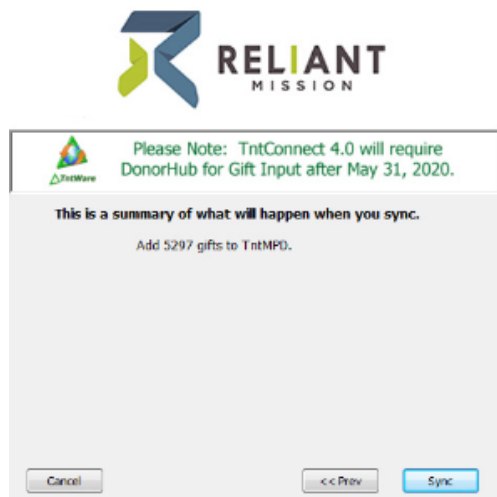 RELIANT
MISSION
Please Note: TntConnect 4.0 will require
DonorHub for Gift Input after May 31, 2020.
TntWare
This is a summary of what will happen when you sync.
Add 5297 gifts to TntMPD.
Cancel
<< Prev
Sync